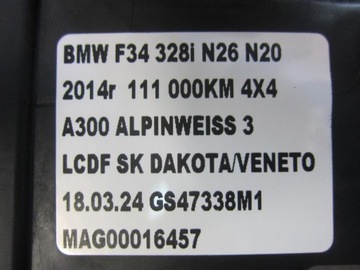 BMW F34 328i N26 N20
2014r 111 000KM 4X4
A300 ALPINWEISS 3
LCDF SK DAKOTA/VENETO
18.03.24 GS47338M1
MAG00016457